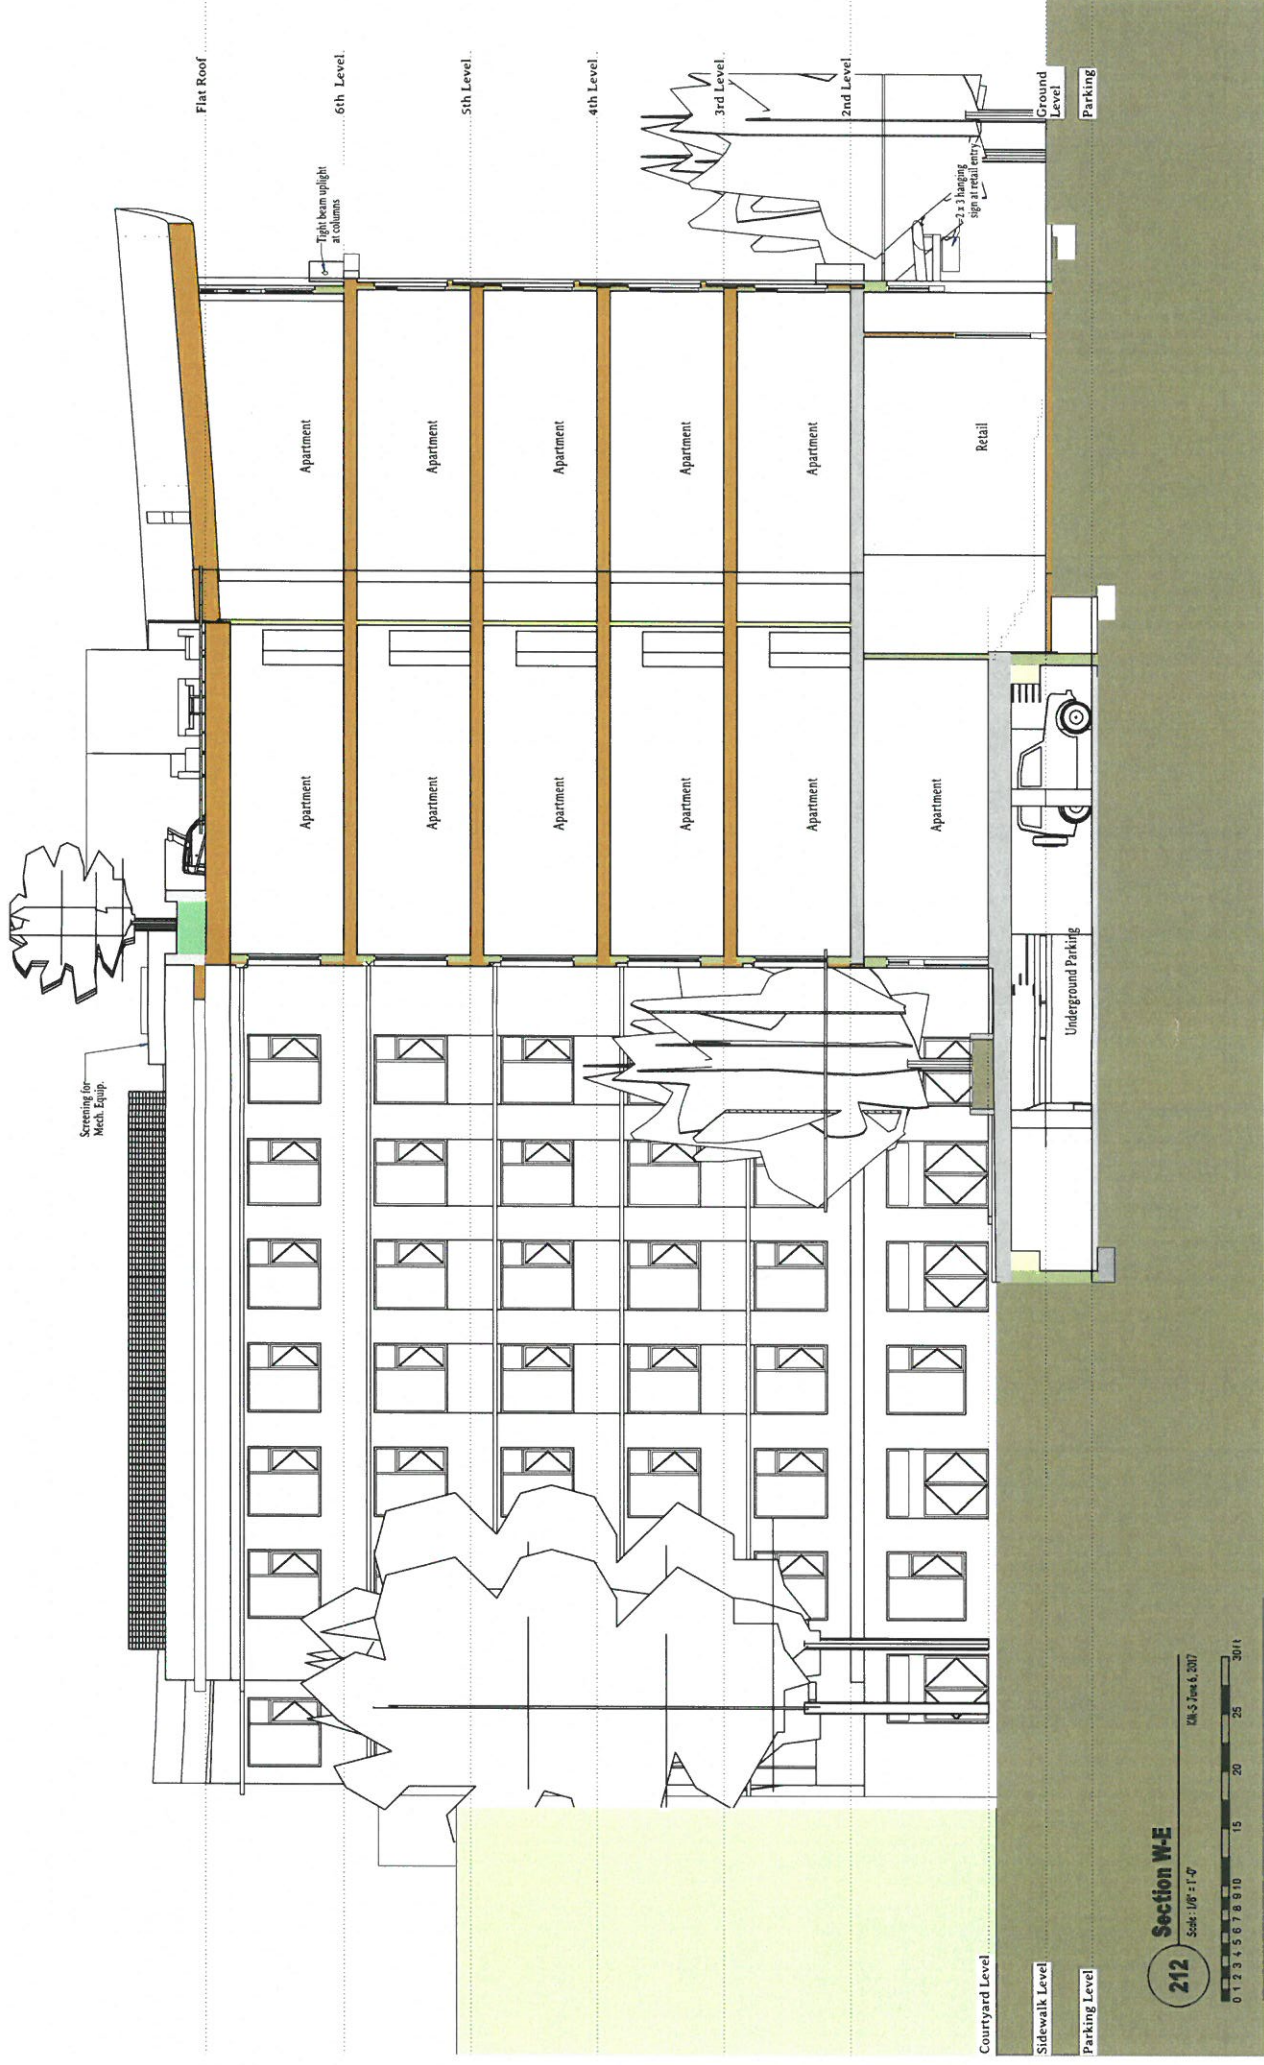 Flat Roof
6th Level
5th Level
4th Level
3rd Level
2nd Level
Ground
Level
Parking
Tight beam uplight
at columns
2 x 3 hanging
sign at retail entry
Screening for
Mech. Equip.
Apartment
Apartment
Apartment
Apartment
Apartment
Apartment
Apartment
Apartment
Apartment
Apartment
Apartment
Retail
Underground Parking
Courtyard Level
Sidewalk Level
Parking Level
212
Section W-E
Scale: 1/8" = 1'-0"
June 6, 2017
0 1 2 3 4 5 6 7 8 9 10 15 20 25 30ft